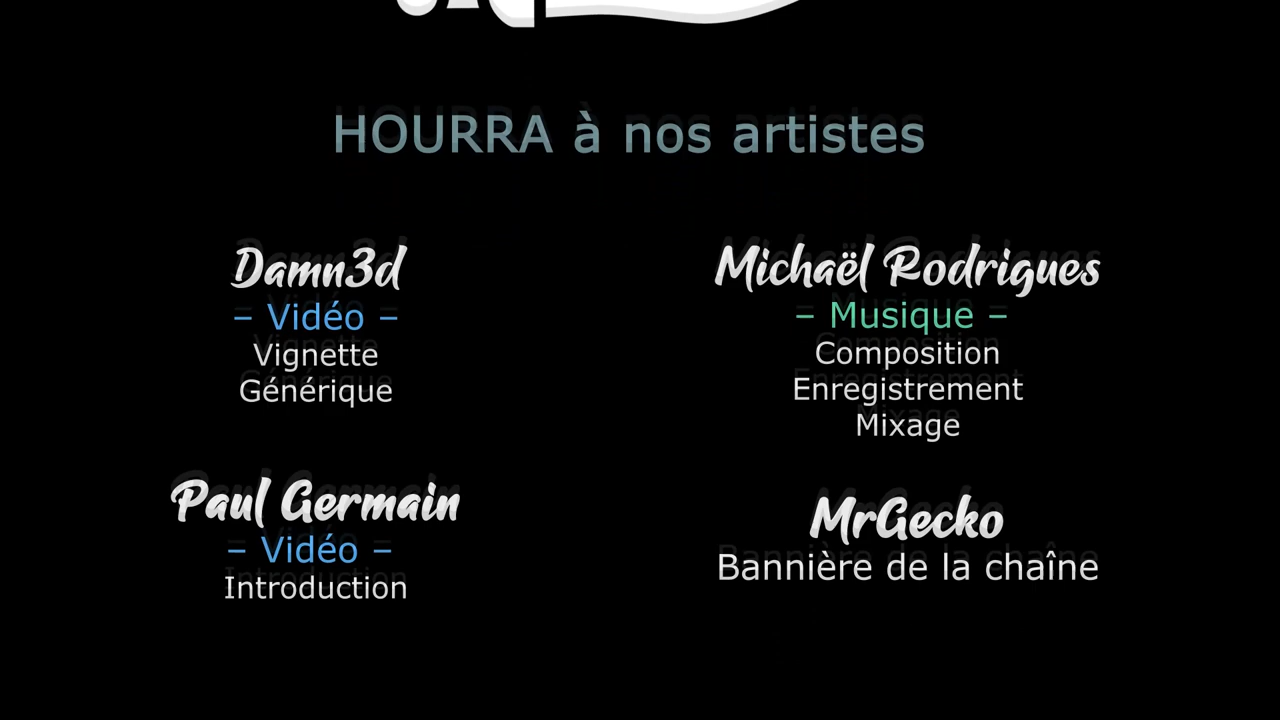 HOURRA à nos artistes
Damn3d
– Vidéo –
Vignette
Générique
Michaël Rodrigues
– Musique –
Composition
Enregistrement
Mixage
Paul Germain
– Vidéo –
Introduction
MrGecko
Bannière de la chaîne